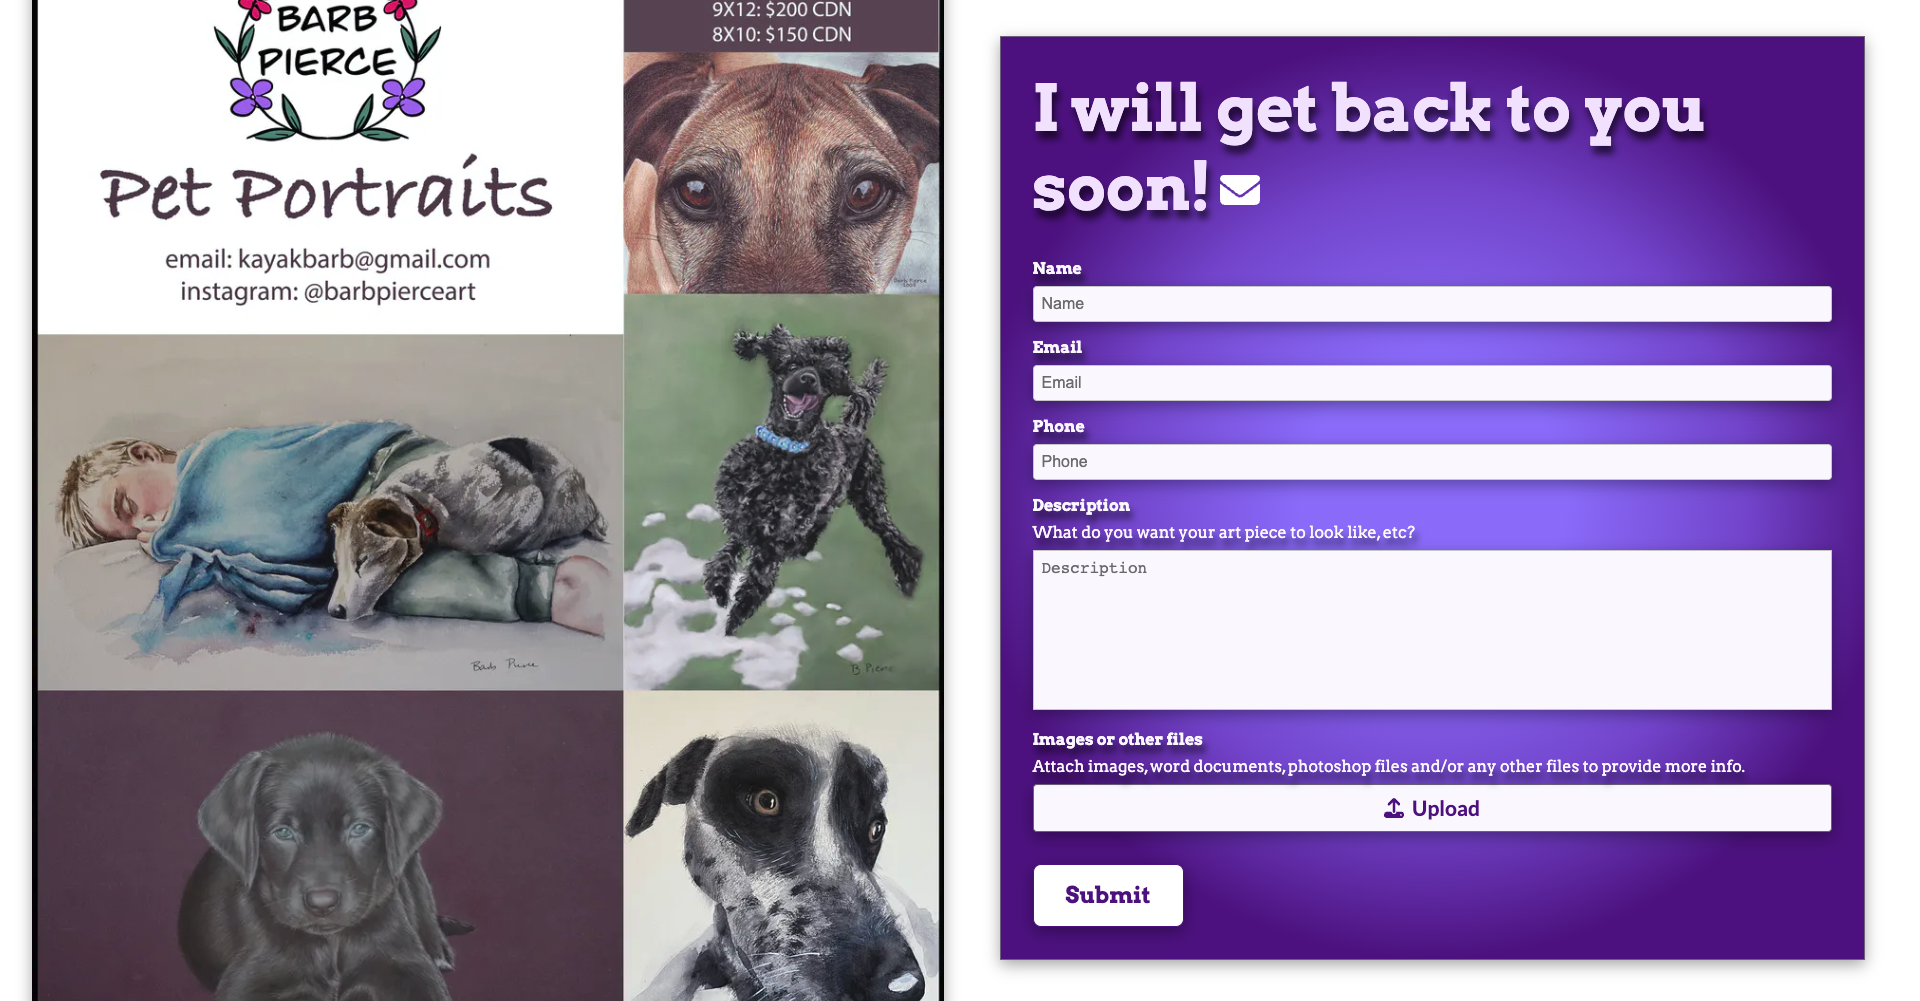 BARB
PIERCE
Pet Portraits
email: kayakbarb@gmail.com
instagram: @barbpierceart
9X12: $200 CDN
8X10: $150 CDN
Barb Pierce
Barb Pierce
B Pierce
I will get back to you
soon!
Name
Name
Email
Email
Phone
Phone
Description
What do you want your art piece to look like, etc?
Description
Images or other files
Attach images, word documents, photoshop files and/or any other files to provide more info.
Upload
Submit